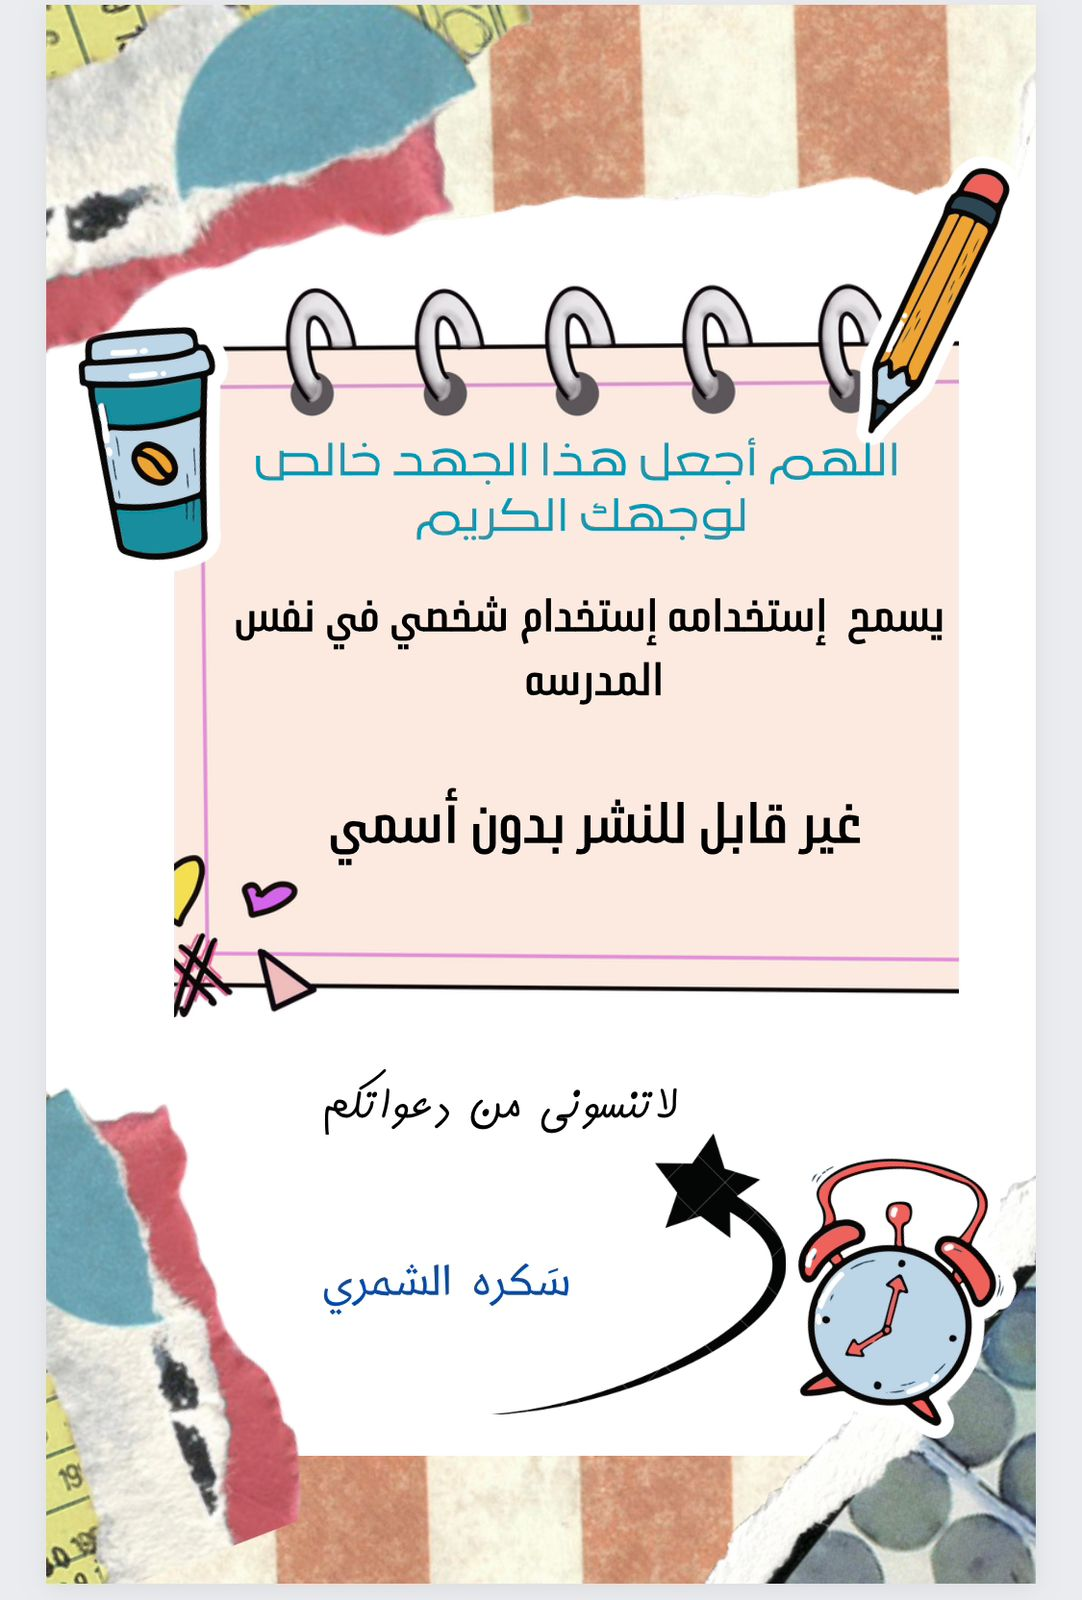 اللهم أجعل هذا الجهد خالص
لوجهك الكريم
يسمح إستخدامه إستخدام شخصي في نفس
المدرسه
غير قابل للنشر بدون أسمي
لاتنسونى من دعواتكم
سَكره الشمري
19